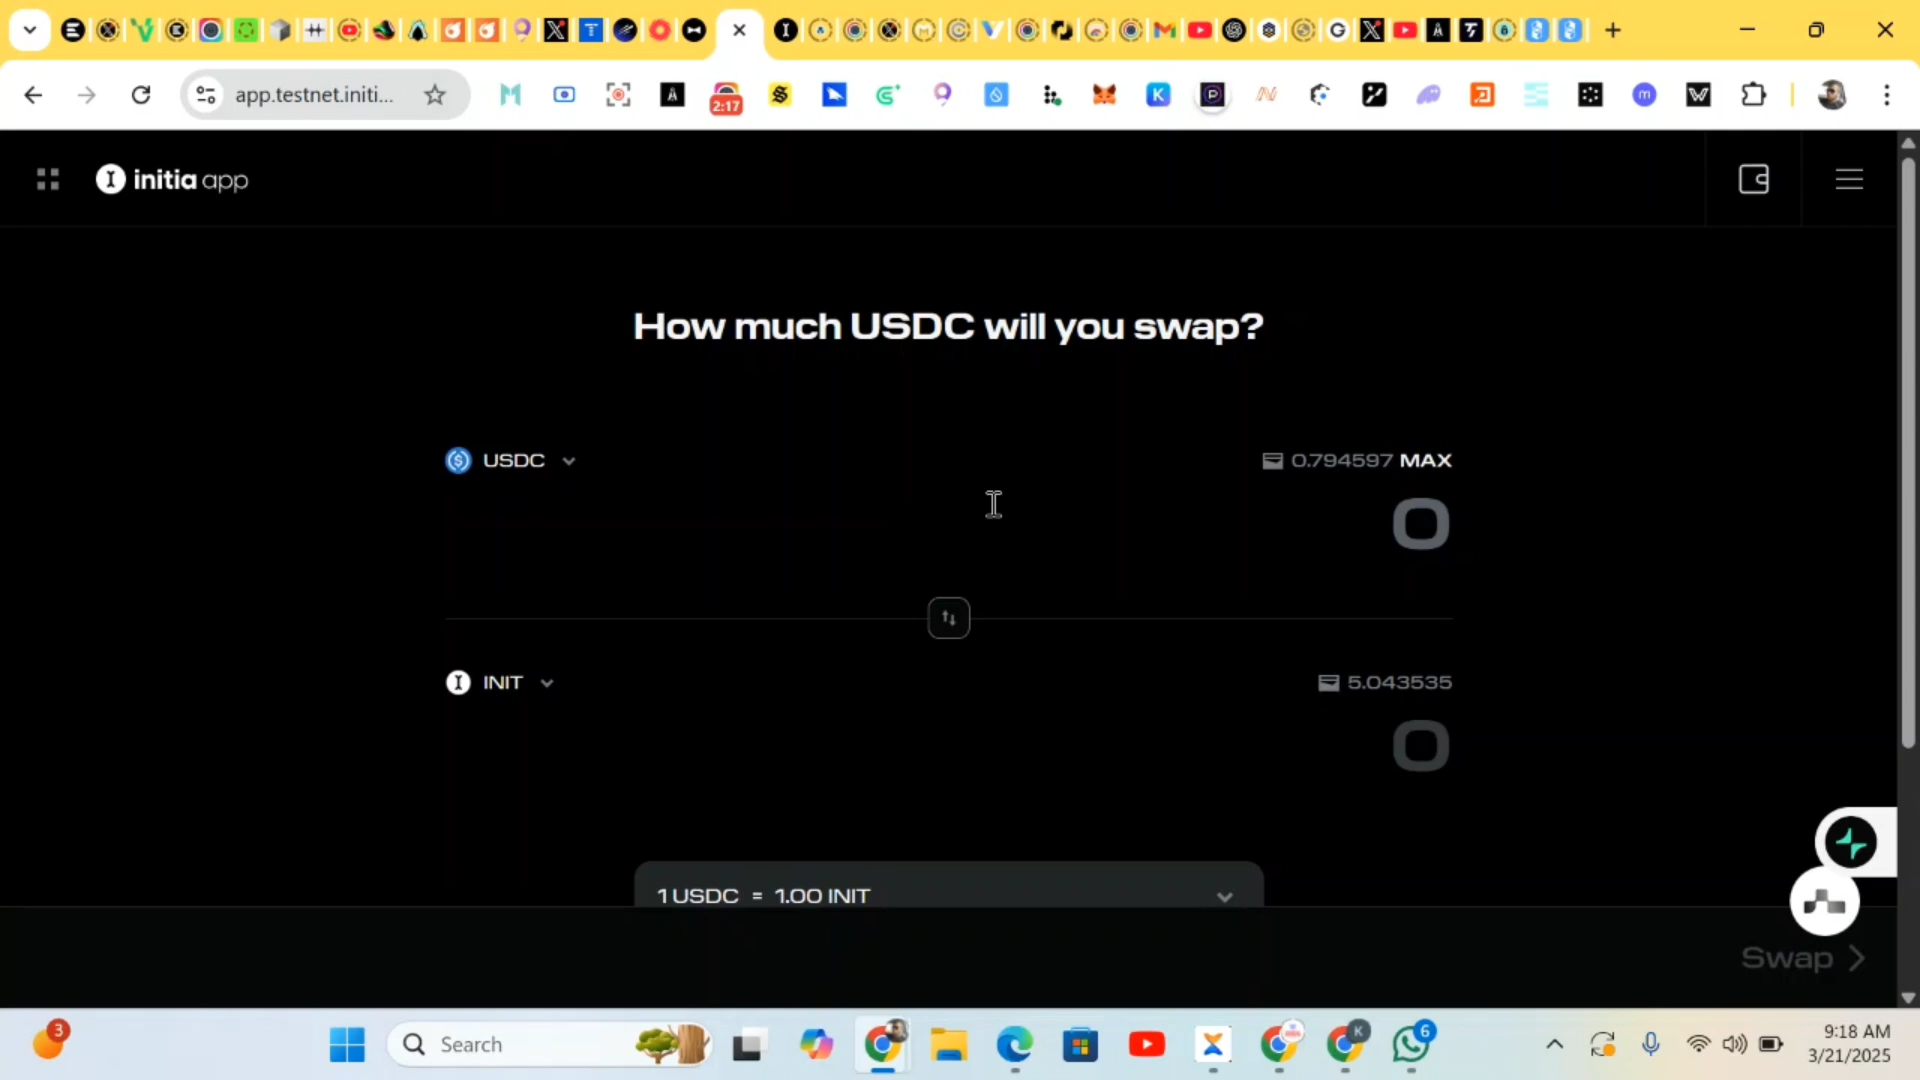 app.testnet.initi...
2:17
initia app
How much USDC will you swap?
USDC
0.794597 MAX
0
INIT
5.043535
0
1 USDC = 1.00 INIT
Swap
3
Search
K
6
9:18 AM
3/21/2025